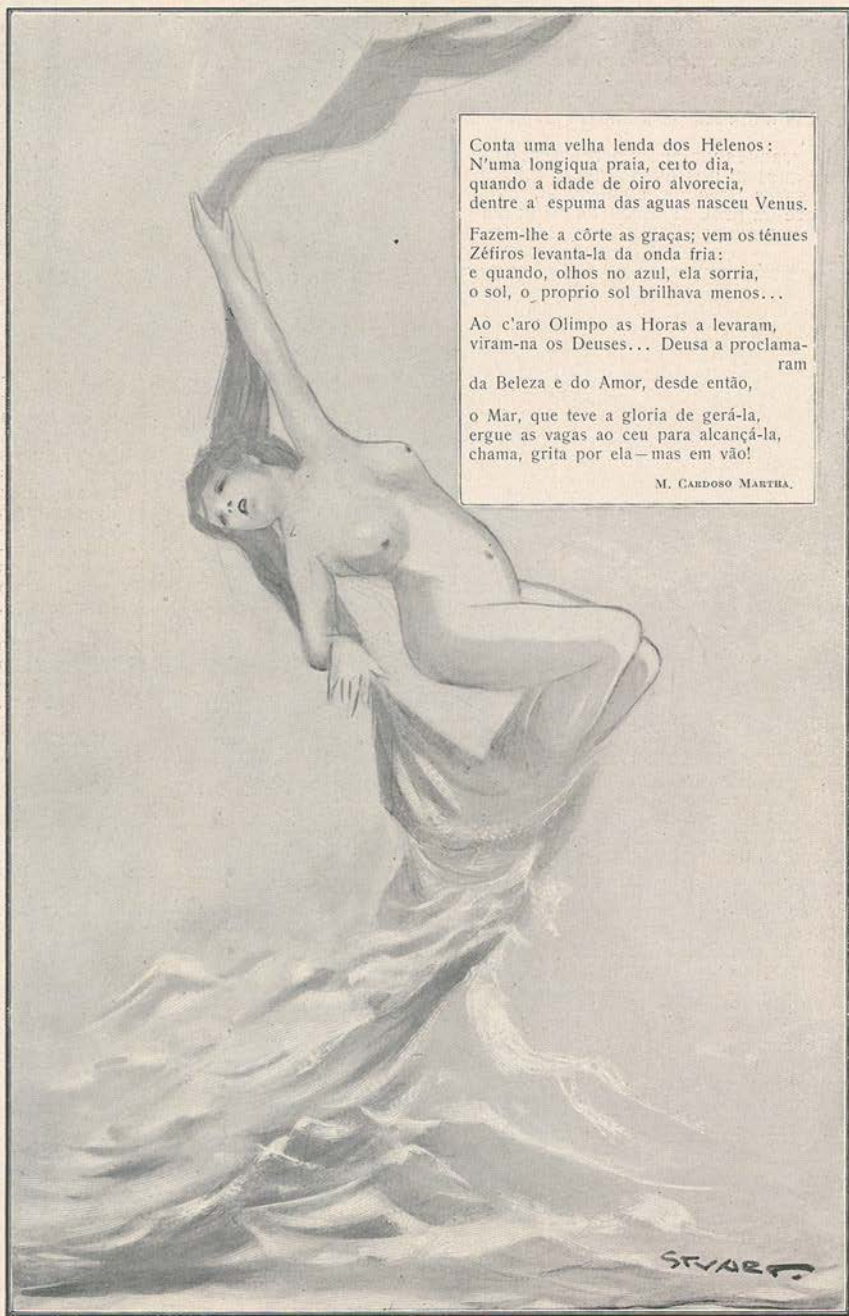 Conta uma velha lenda dos Helenos:
N'uma longiqua praia, certo dia,
quando a idade de oiro alvorecia,
dentre a espuma das aguas nasceu Venus.
Fazem-lhe a côrte as graças; vem os ténues
Zéfiros levanta-la da onda fria:
e quando, olhos no azul, ela sorria,
o sol, o proprio sol brilhava menos...
Ao c'aro Olimpo as Horas a levaram,
viram-na os Deuses... Deusa a proclama-
ram
da Beleza e do Amor, desde então,
o Mar, que teve a gloria de gerá-la,
ergue as vagas ao ceu para alcançá-la,
chama, grita por ela—mas em vão!
M. CARDOSO MARTHA.
STUART.